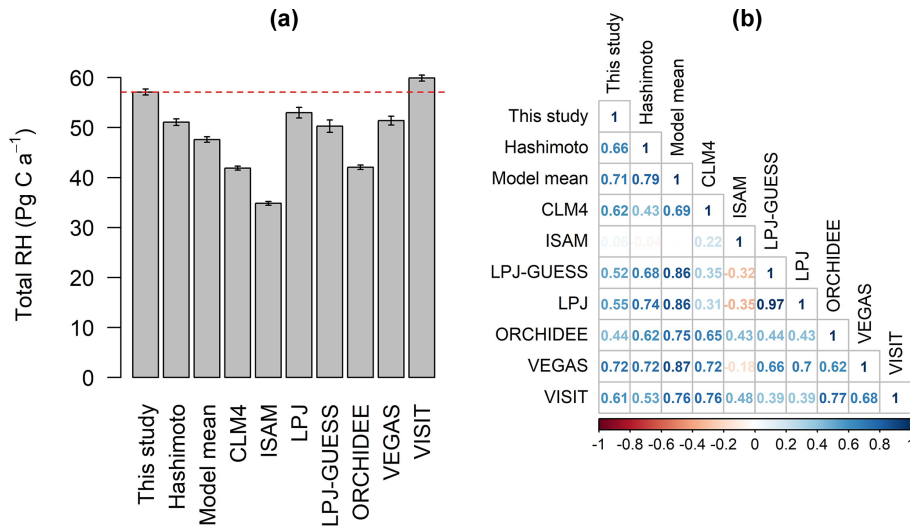 (a)
Total RH (Pg C a−1)
60
50
40
30
20
10
0
This study
Hashimoto
Model mean
CLM4
ISAM
LPJ
LPJ-GUESS
ORCHIDEE
VEGAS
VISIT
(b)
This study
Hashimoto
Model mean
CLM4
ISAM
LPJ-GUESS
LPJ
ORCHIDEE
VEGAS
VISIT
This study 1
Hashimoto 0.66 1
Model mean 0.71 0.79 1
CLM4 0.62 0.43 0.69 1
ISAM 0.06 -0.04 0.22 1
LPJ-GUESS 0.52 0.68 0.86 0.35 -0.32 1
LPJ 0.55 0.74 0.86 0.31 -0.35 0.97 1
ORCHIDEE 0.44 0.62 0.75 0.65 0.43 0.44 0.43 1
VEGAS 0.72 0.72 0.87 0.72 -0.18 0.66 0.7 0.62 1
VISIT 0.61 0.53 0.76 0.76 0.48 0.39 0.39 0.77 0.68 1
-1 -0.8 -0.6 -0.4 -0.2 0 0.2 0.4 0.6 0.8 1